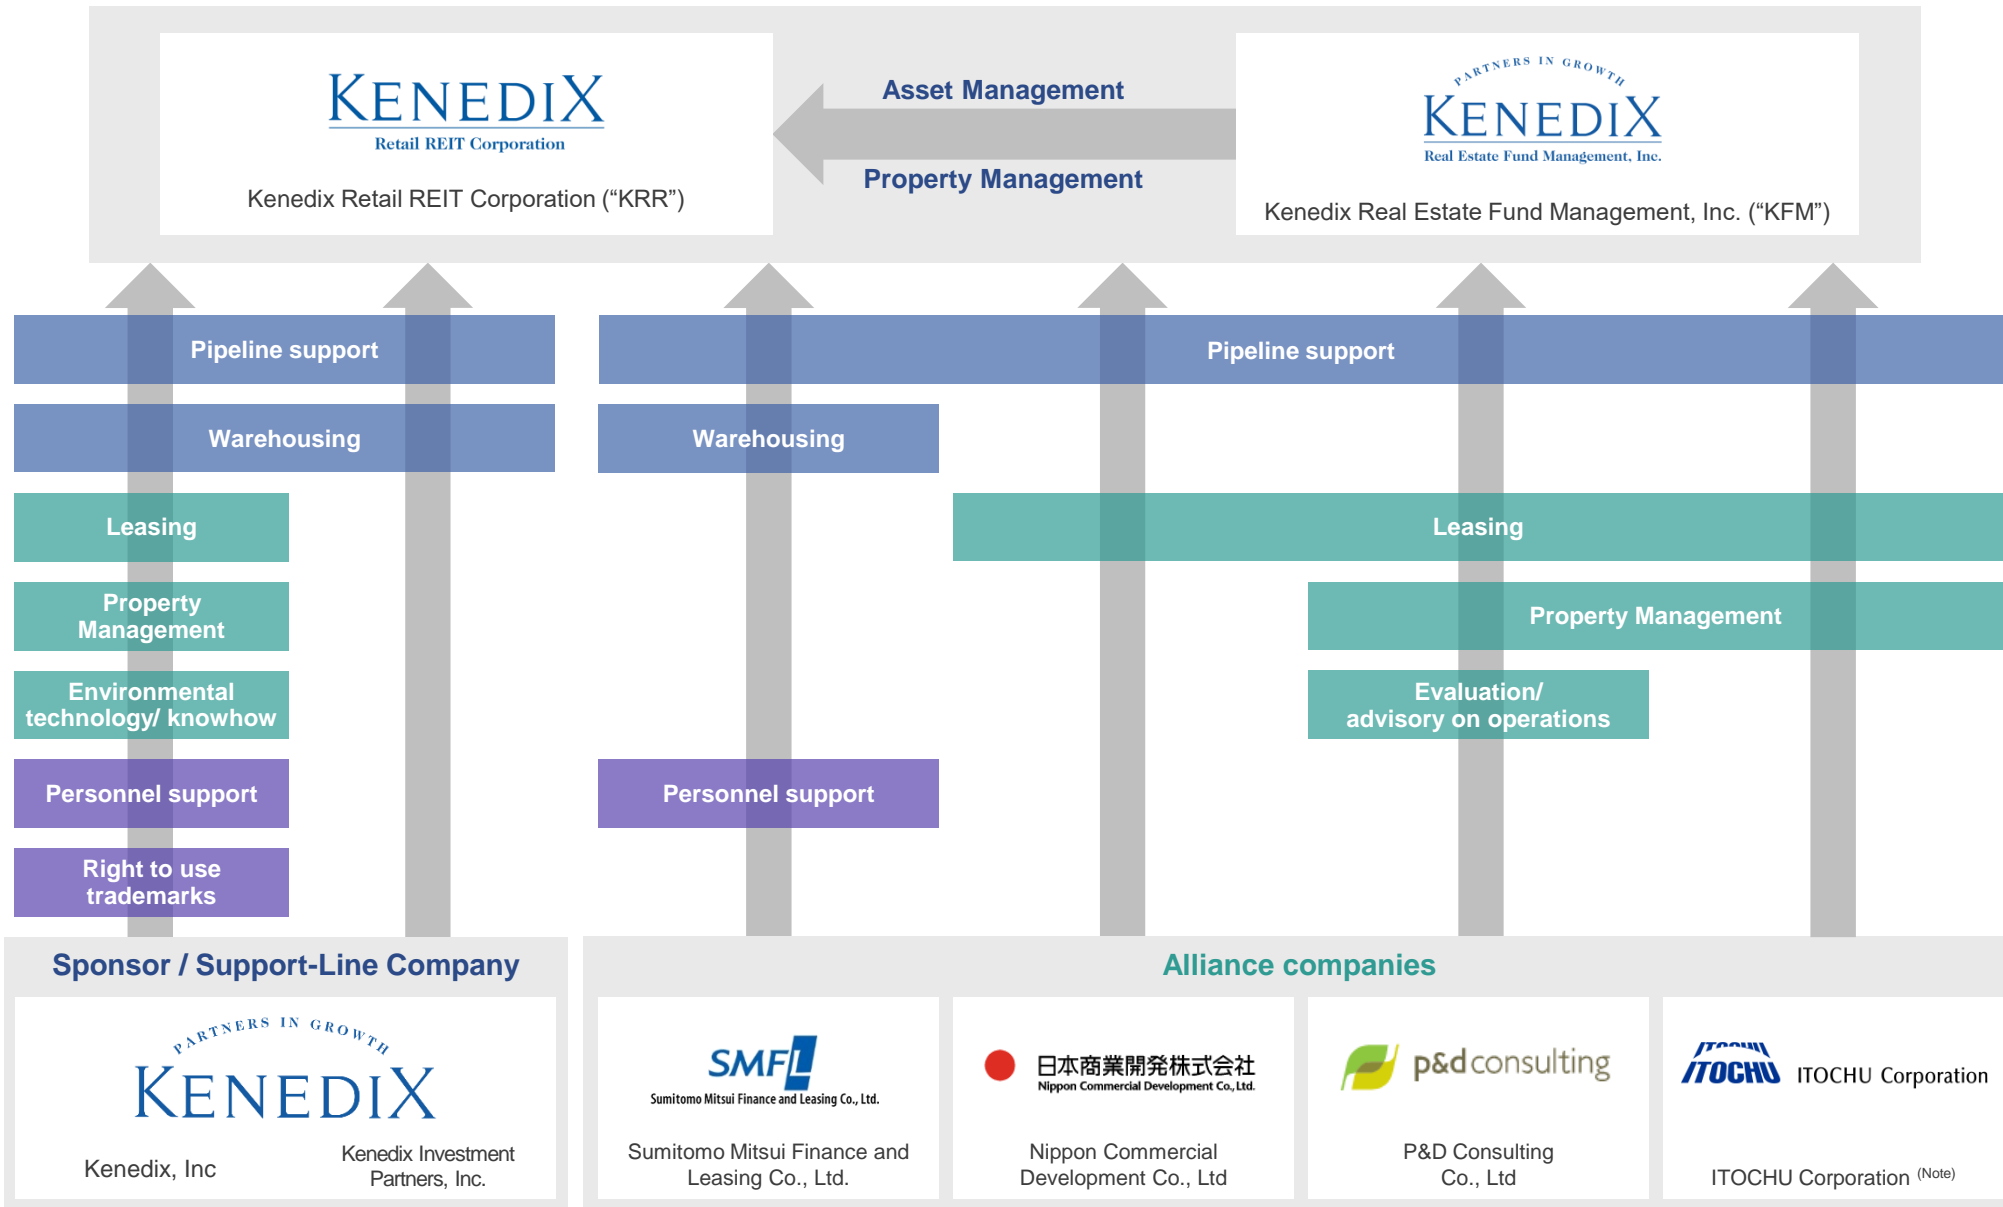 KENEDIX
Retail REIT Corporation
Kenedix Retail REIT Corporation (“KRR”)
Asset Management
Property Management
PARTNERS IN GROWTH
KENEDIX
Real Estate Fund Management, Inc.
Kenedix Real Estate Fund Management, Inc. (“KFM”)
Pipeline support
Pipeline support
Warehousing
Warehousing
Leasing
Leasing
Property
Management
Property Management
Environmental
technology/ knowhow
Evaluation/
advisory on operations
Personnel support
Personnel support
Right to use
trademarks
Sponsor / Support-Line Company
PARTNERS IN GROWTH
KENEDIX
Kenedix, Inc
Kenedix Investment
Partners, Inc.
Alliance companies
SMFL
Sumitomo Mitsui Finance and Leasing Co., Ltd.
Sumitomo Mitsui Finance and
Leasing Co., Ltd.
日本商業開発株式会社
Nippon Commercial Development Co., Ltd.
Nippon Commercial
Development Co., Ltd
p&d consulting
P&D Consulting
Co., Ltd
ITOCHU
ITOCHU
ITOCHU Corporation
ITOCHU Corporation (Note)